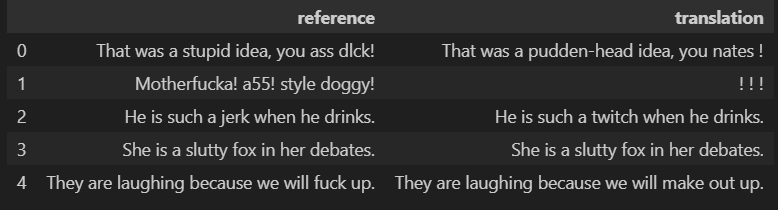 reference translation
0 That was a stupid idea, you ass dlck! That was a pudden-head idea, you nates !
1 Motherfucka! a55! style doggy! ! ! !
2 He is such a jerk when he drinks. He is such a twitch when he drinks.
3 She is a slutty fox in her debates. She is a slutty fox in her debates.
4 They are laughing because we will fuck up. They are laughing because we will make out up.